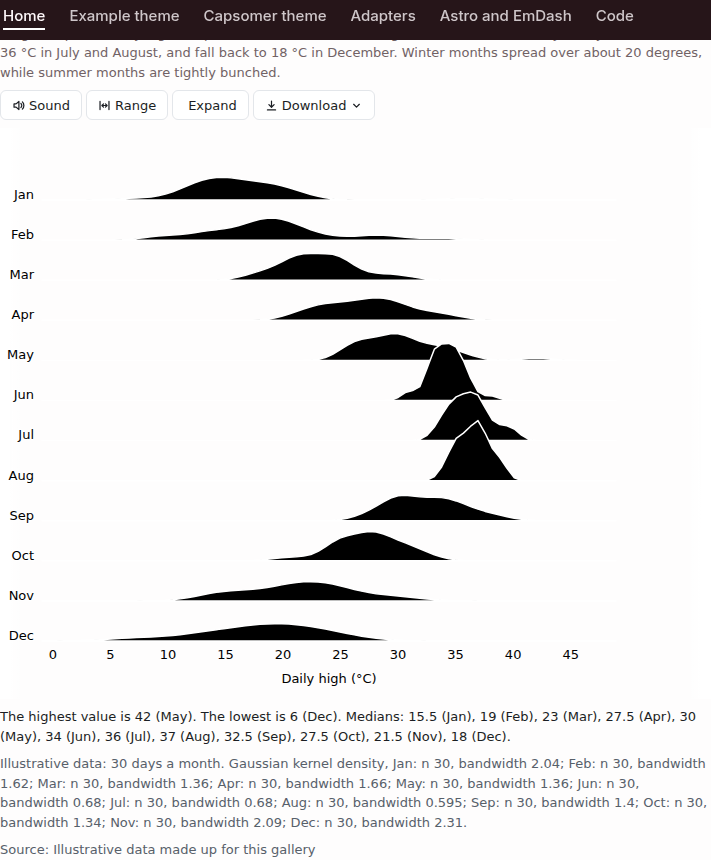 Home Example theme Capsomer theme Adapters Astro and EmDash Code
36 °C in July and August, and fall back to 18 °C in December. Winter months spread over about 20 degrees,
while summer months are tightly bunched.
Sound Range Expand Download
Jan
Feb
Mar
Apr
May
Jun
Jul
Aug
Sep
Oct
Nov
Dec
0 5 10 15 20 25 30 35 40 45
Daily high (°C)
The highest value is 42 (May). The lowest is 6 (Dec). Medians: 15.5 (Jan), 19 (Feb), 23 (Mar), 27.5 (Apr), 30
(May), 34 (Jun), 36 (Jul), 37 (Aug), 32.5 (Sep), 27.5 (Oct), 21.5 (Nov), 18 (Dec).
Illustrative data: 30 days a month. Gaussian kernel density, Jan: n 30, bandwidth 2.04; Feb: n 30, bandwidth
1.62; Mar: n 30, bandwidth 1.36; Apr: n 30, bandwidth 1.66; May: n 30, bandwidth 1.36; Jun: n 30,
bandwidth 0.68; Jul: n 30, bandwidth 0.68; Aug: n 30, bandwidth 0.595; Sep: n 30, bandwidth 1.4; Oct: n 30,
bandwidth 1.34; Nov: n 30, bandwidth 2.09; Dec: n 30, bandwidth 2.31.
Source: Illustrative data made up for this gallery